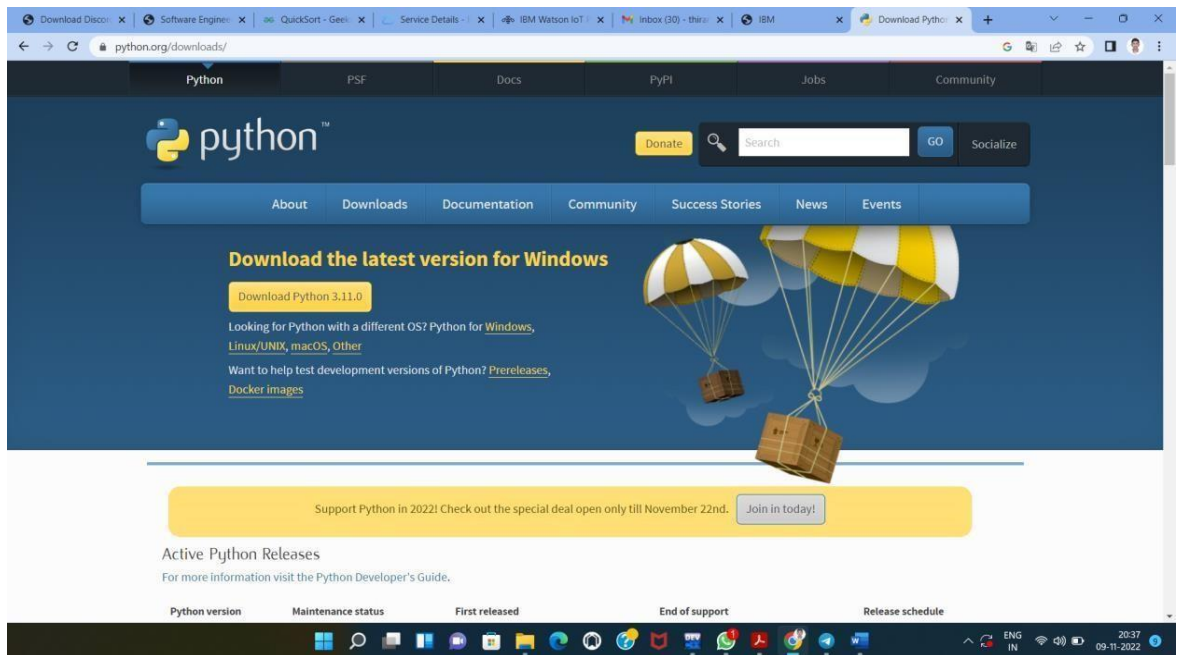 Download Discor
Software Enginee
QuickSort - Geek
Service Details - I
IBM Watson IoT P
Inbox (30) - thira
IBM
Download Python
python.org/downloads/
Python
PSF
Docs
PyPI
Jobs
Community
python™
Donate
Search
GO
Socialize
About
Downloads
Documentation
Community
Success Stories
News
Events
Download the latest version for Windows
Download Python 3.11.0
Looking for Python with a different OS? Python for Windows,
Linux/UNIX, macOS, Other
Want to help test development versions of Python? Prereleases,
Docker images
Support Python in 2022! Check out the special deal open only till November 22nd.
Join in today!
Active Python Releases
For more information visit the Python Developer's Guide.
Python version
Maintenance status
First released
End of support
Release schedule
ENG
IN
20:37
09-11-2022